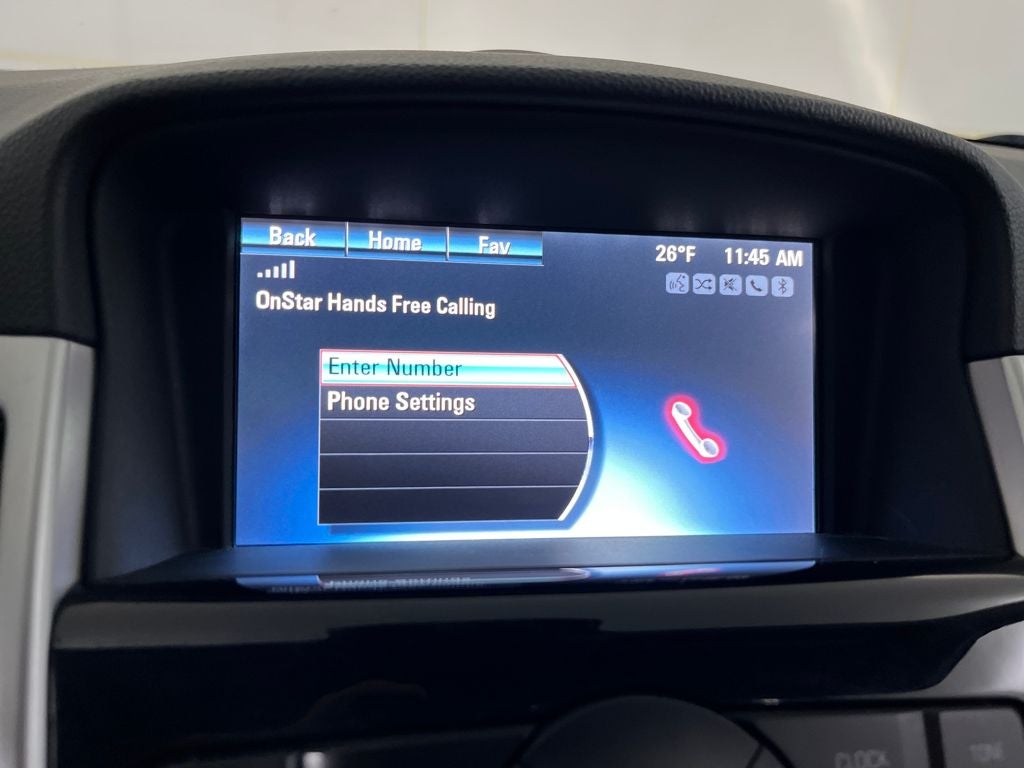 Back Home Fav
26°F 11:45 AM
OnStar Hands Free Calling
Enter Number
Phone Settings
CLOCK TONE